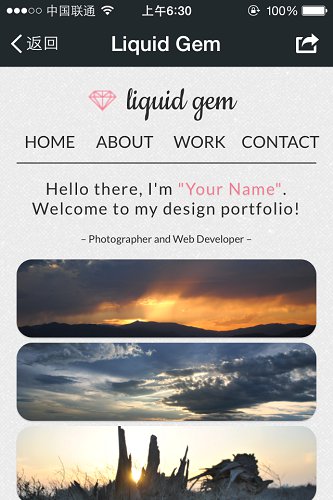 中国联通 上午6:30 100%
返回 Liquid Gem
liquid gem
HOME ABOUT WORK CONTACT
Hello there, I'm "Your Name".
Welcome to my design portfolio!
– Photographer and Web Developer –